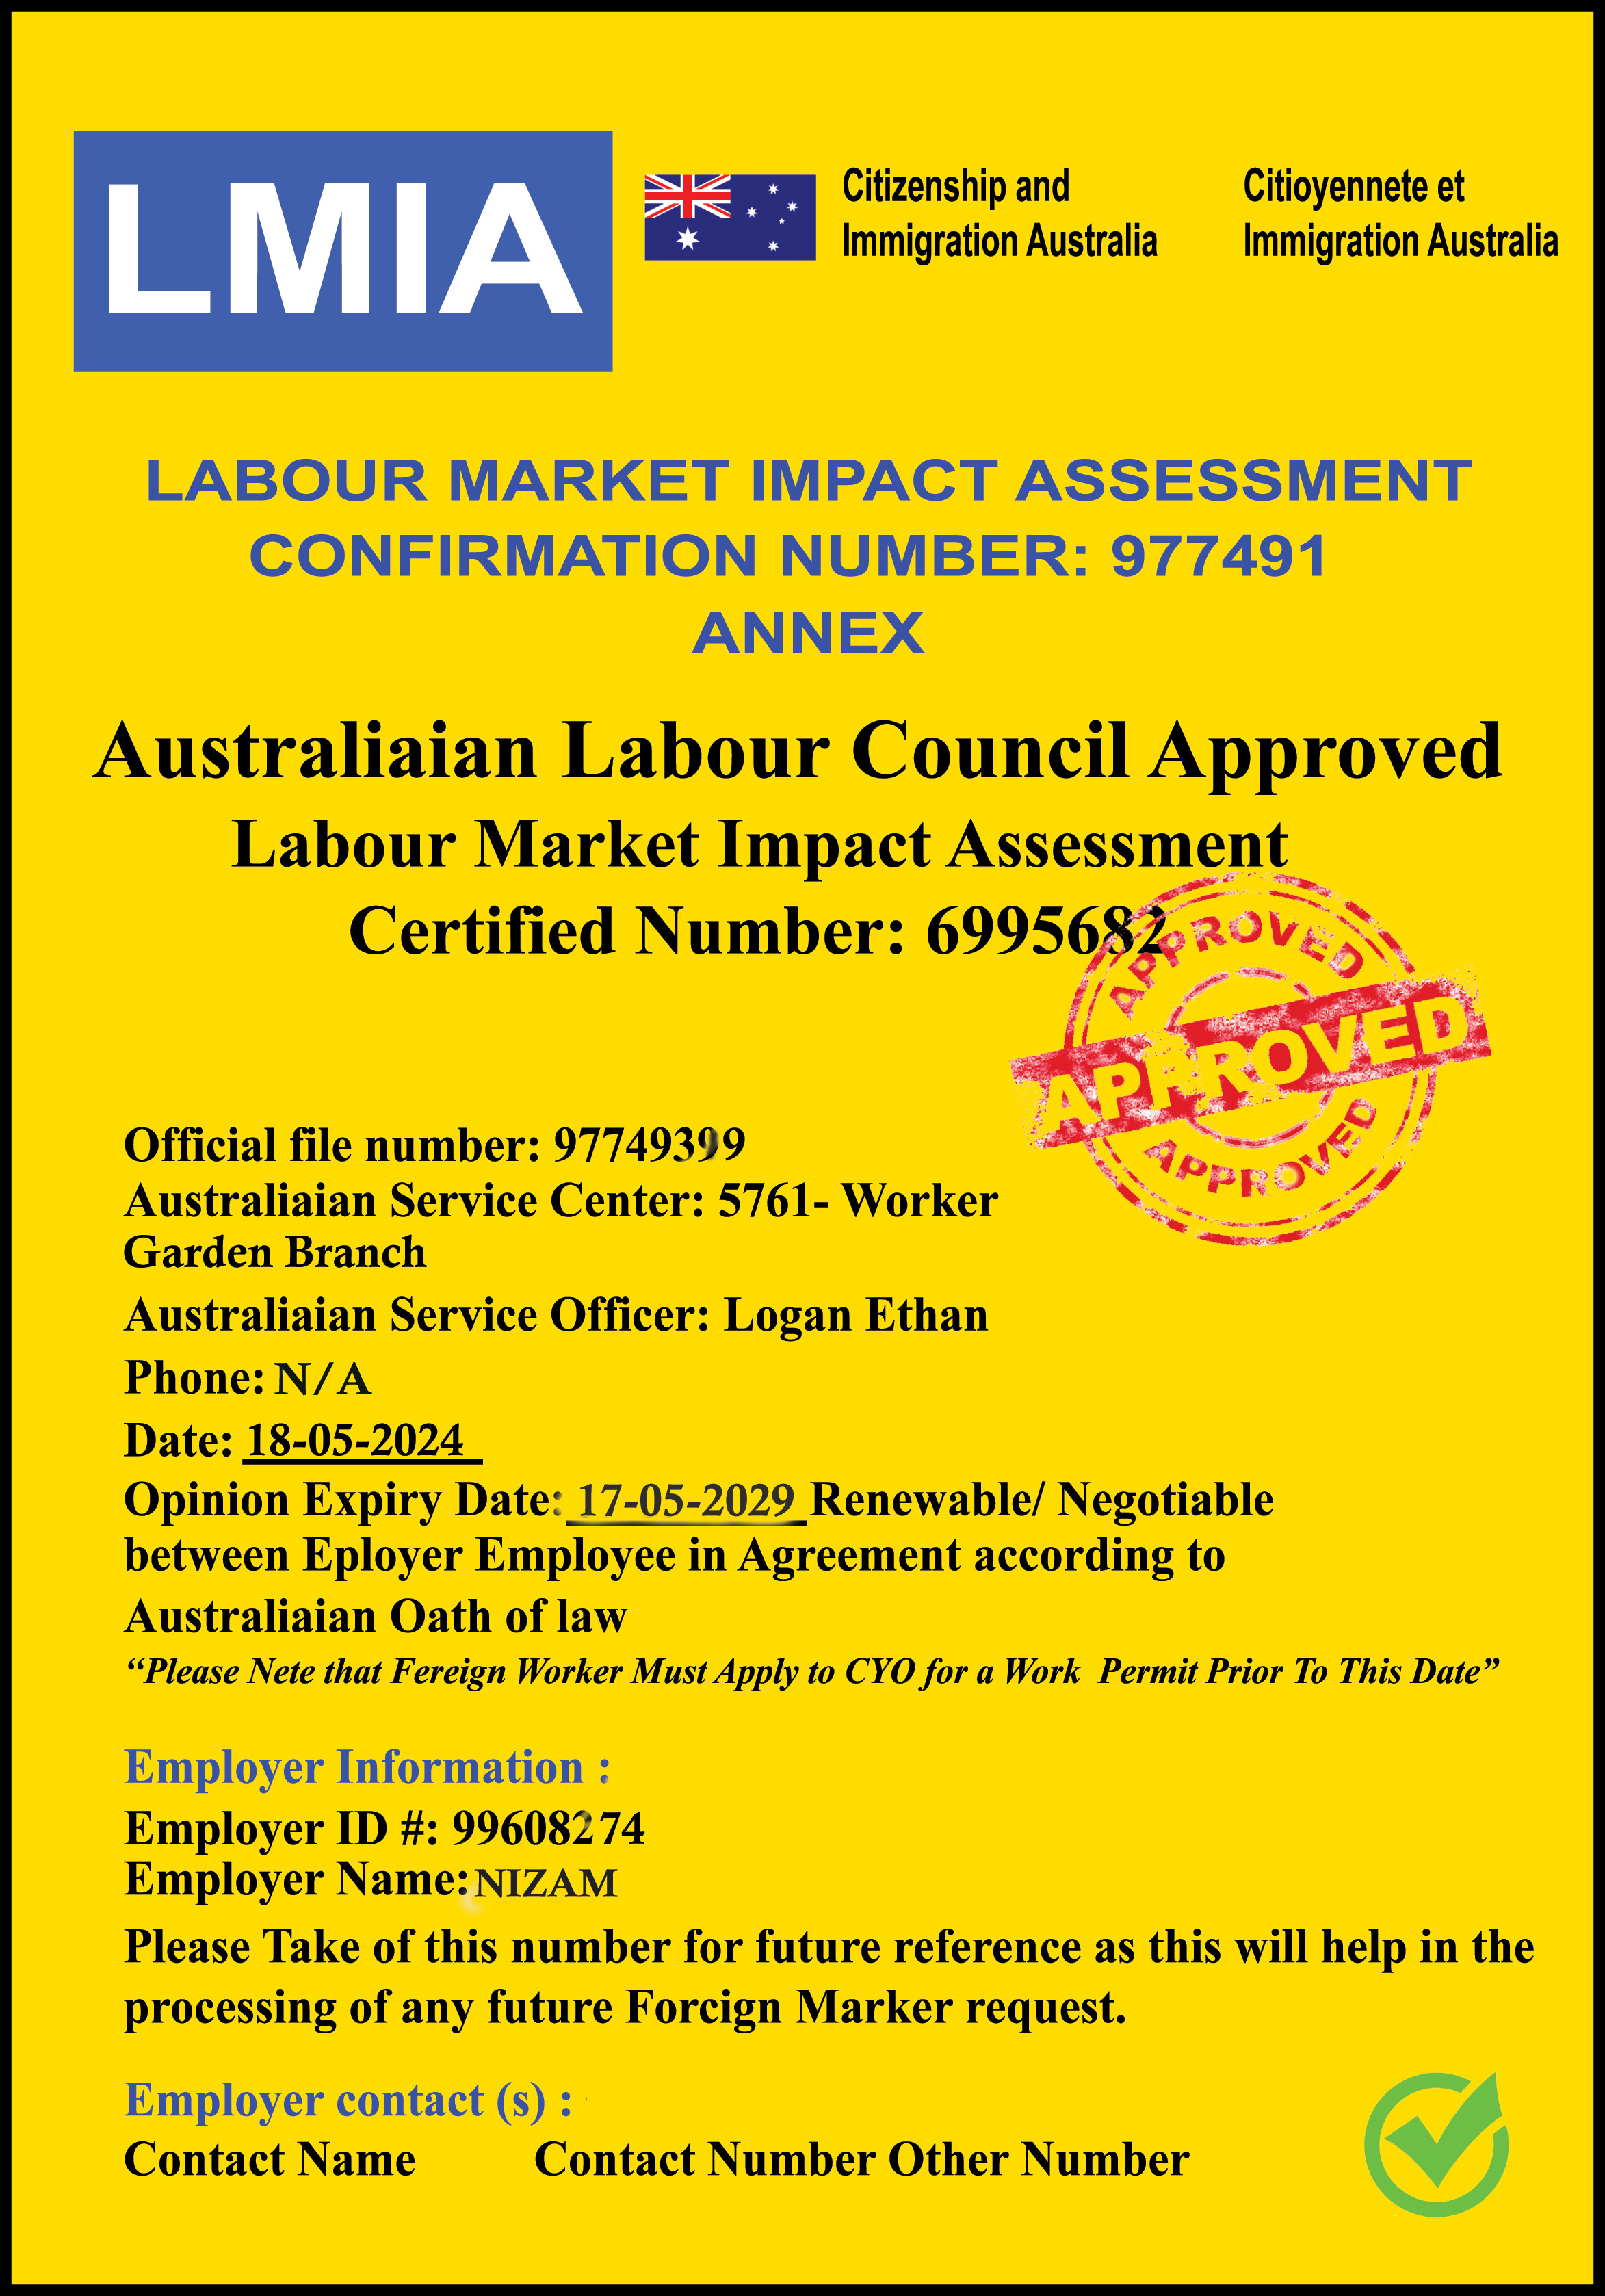 LMIA
Citizenship and
Immigration Australia
Citioyennete et
Immigration Australia
LABOUR MARKET IMPACT ASSESSMENT
CONFIRMATION NUMBER: 977491
ANNEX
Australiaian Labour Council Approved
Labour Market Impact Assessment
Certified Number: 6995682
APPROVED
APPROVED
APPROVED
Official file number: 97749399
Australiaian Service Center: 5761- Worker
Garden Branch
Australiaian Service Officer: Logan Ethan
Phone: N/A
Date: 18-05-2024
Opinion Expiry Date: 17-05-2029 Renewable/ Negotiable
between Eployer Employee in Agreement according to
Australiaian Oath of law
“Please Nete that Fereign Worker Must Apply to CYO for a Work Permit Prior To This Date”
Employer Information :
Employer ID #: 99608274
Employer Name: NIZAM
Please Take of this number for future reference as this will help in the
processing of any future Forcign Marker request.
Employer contact (s) :
Contact Name Contact Number Other Number